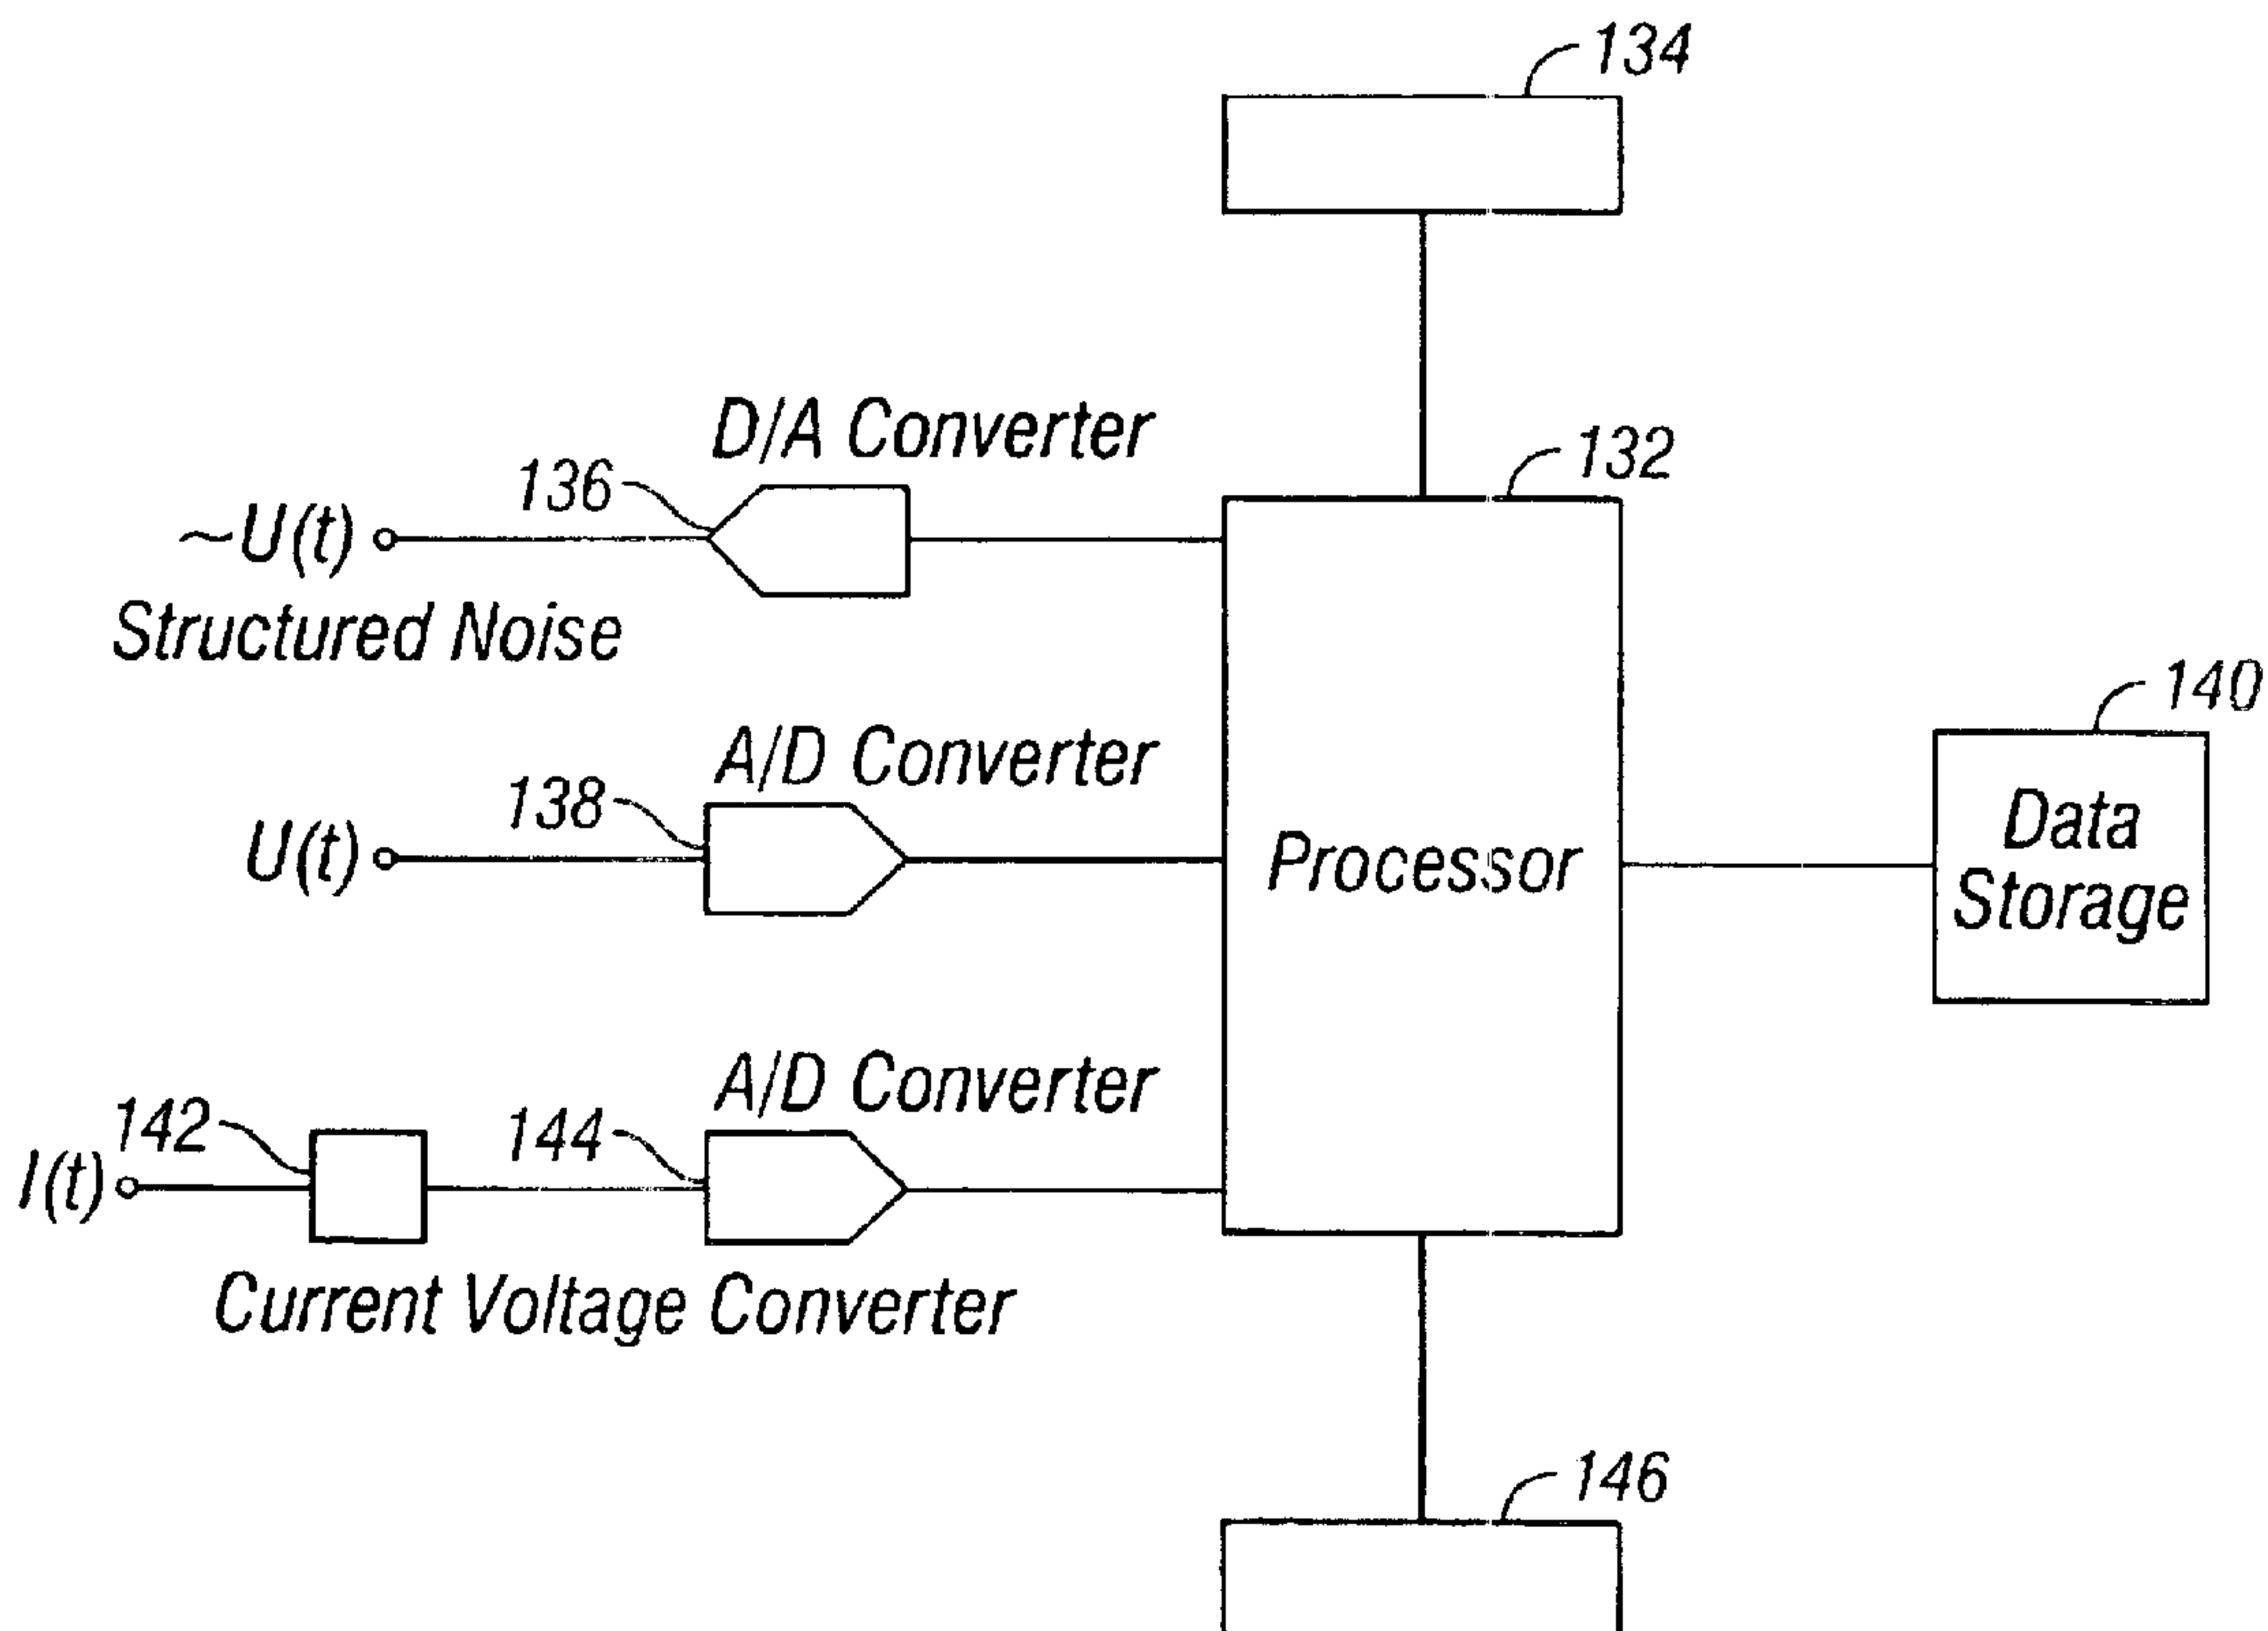 134
D/A Converter
132
136
~U(t)
Structured Noise
140
A/D Converter
138
U(t)
Processor
Data
Storage
A/D Converter
142
144
I(t)
Current Voltage Converter
146